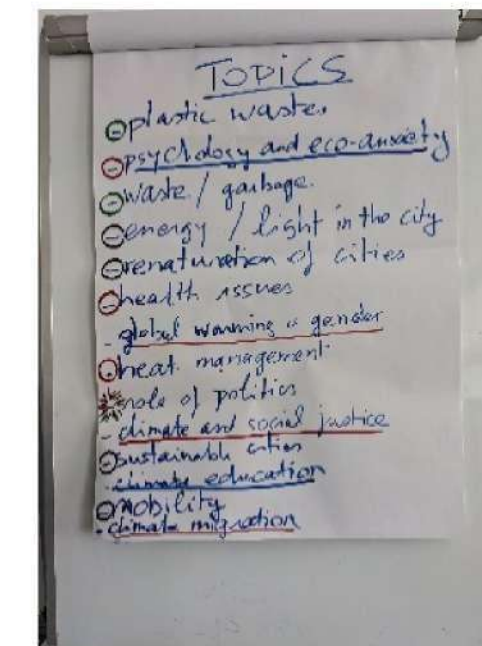 TOPICS
- plastic waste.
- psychology and eco-anxiety
- waste / garbage.
- energy / light in the city
- renaturation of cities
- health issues
- global warming & gender
- heat management
- role of politics
- climate and social justice
- sustainable cities
- climate education
- mobility
- climate migration